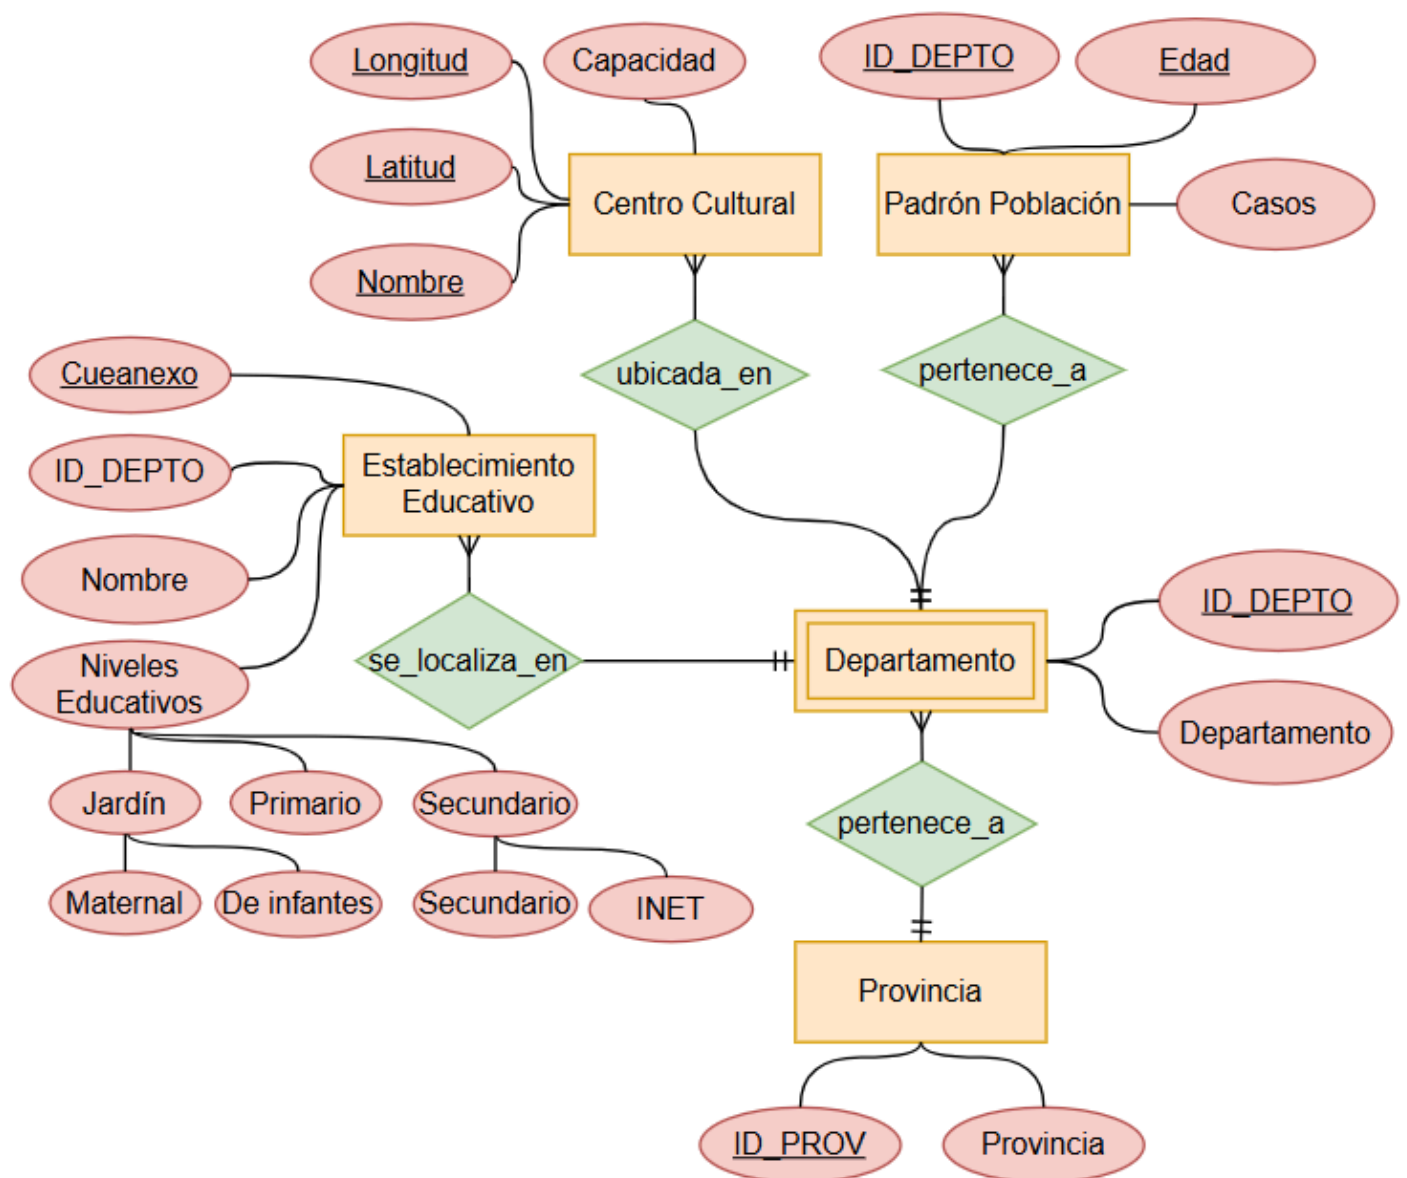 Longitud
Capacidad
ID_DEPTO
Edad
Latitud
Centro Cultural
Padrón Población
Casos
Nombre
ubicada_en
pertenece_a
Cueanexo
ID_DEPTO
Establecimiento
Educativo
Nombre
Niveles
Educativos
se_localiza_en
Departamento
ID_DEPTO
Departamento
Jardín
Primario
Secundario
pertenece_a
Maternal
De infantes
Secundario
INET
Provincia
ID_PROV
Provincia